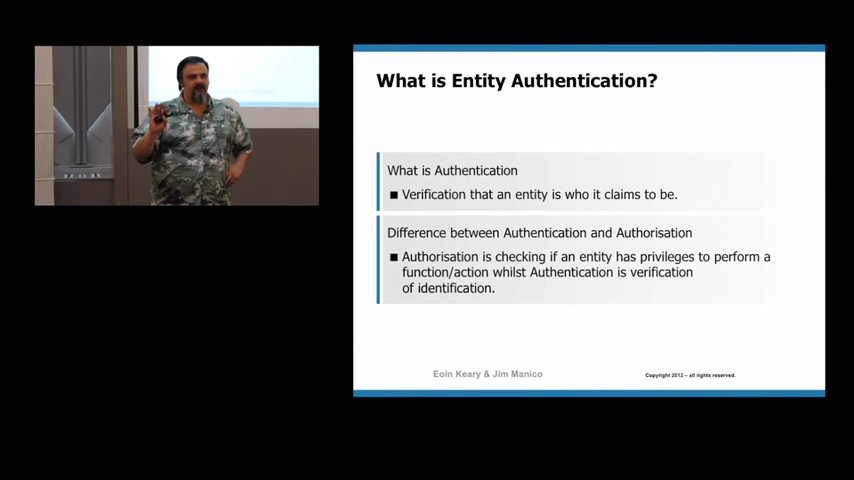 What is Entity Authentication?
What is Authentication
■ Verification that an entity is who it claims to be.
Difference between Authentication and Authorisation
■ Authorisation is checking if an entity has privileges to perform a
function/action whilst Authentication is verification
of identification.
Eoin Keary & Jim Manico
Copyright 2012 – all rights reserved.